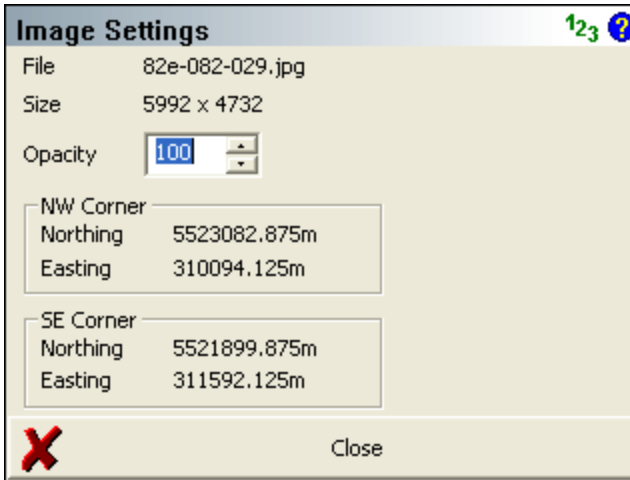 Image Settings
123 ?
File 82e-082-029.jpg
Size 5992 x 4732
Opacity 100
NW Corner
Northing 5523082.875m
Easting 310094.125m
SE Corner
Northing 5521899.875m
Easting 311592.125m
Close